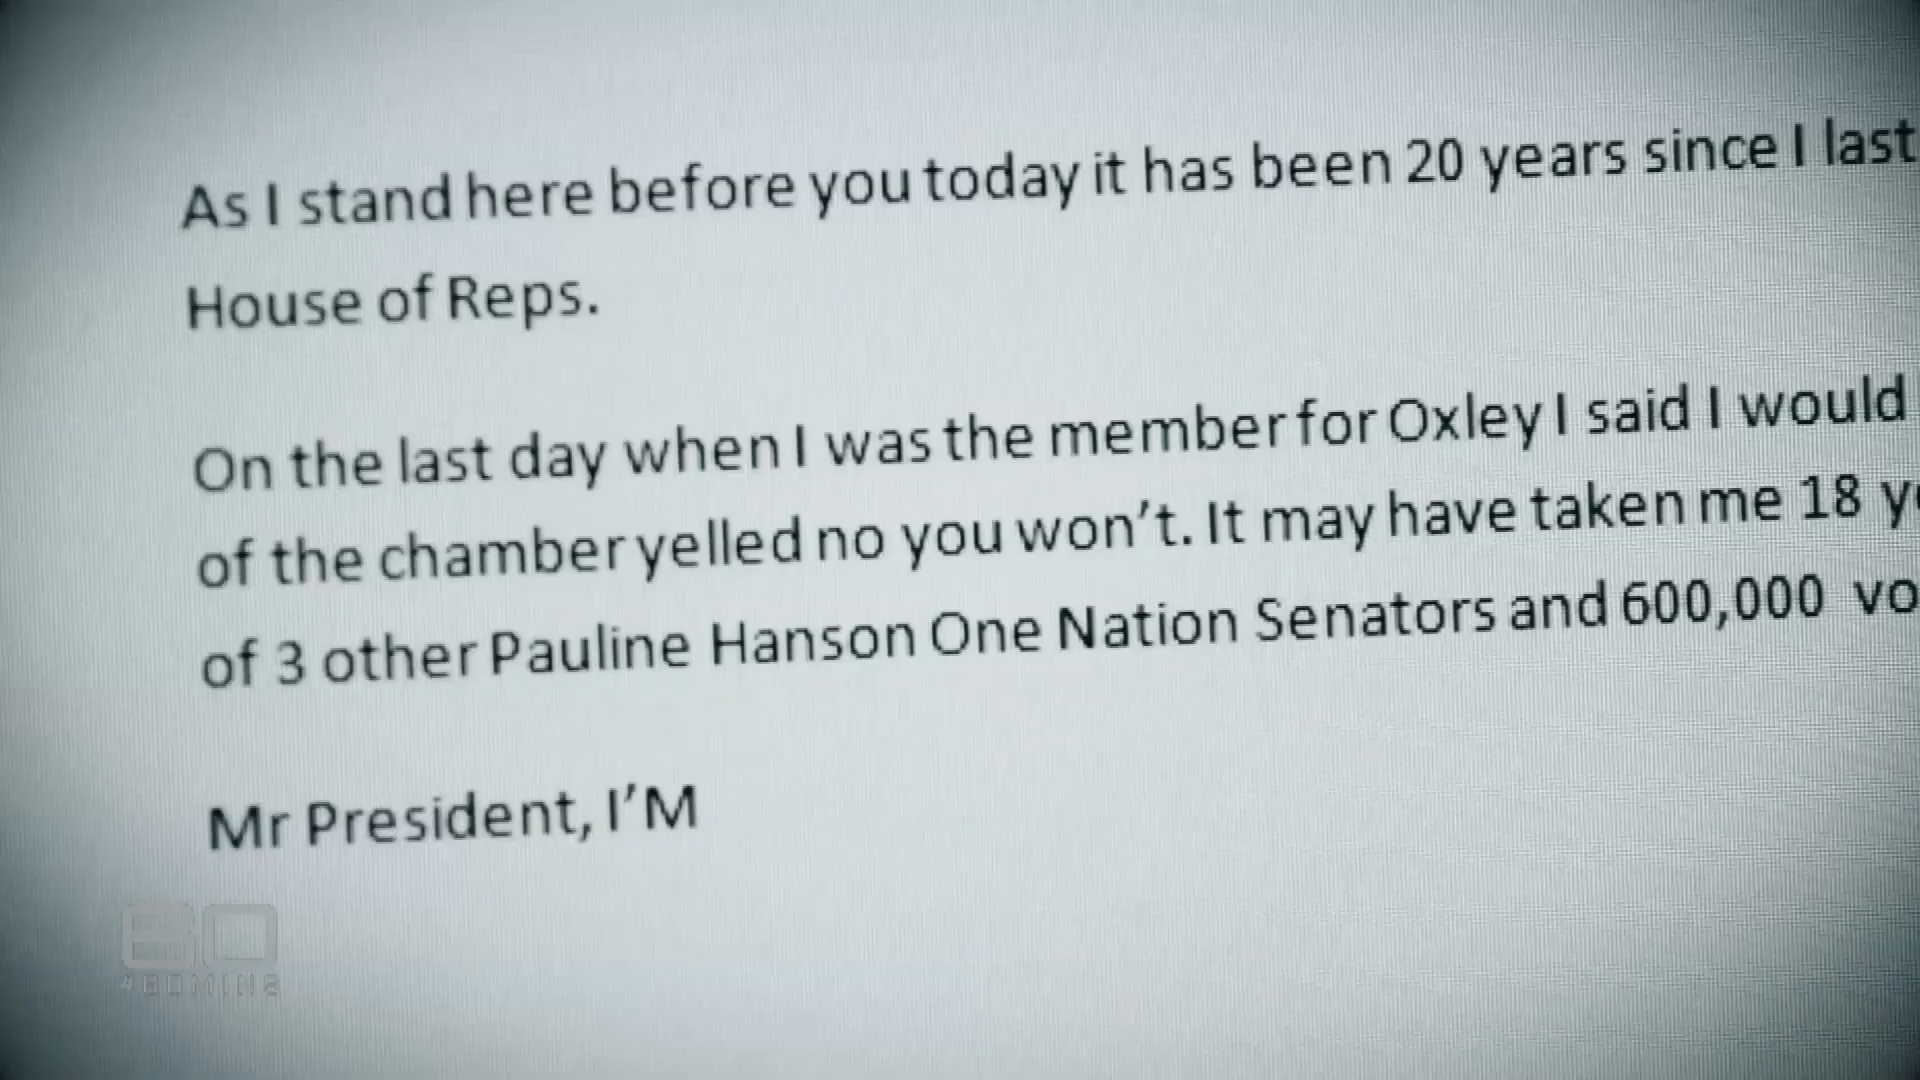 As I stand here before you today it has been 20 years since I last
House of Reps.
On the last day when I was the member for Oxley I said I would
of the chamber yelled no you won't. It may have taken me 18
of 3 other Pauline Hanson One Nation Senators and 600,000
Mr President, I'M
60
#60MINS